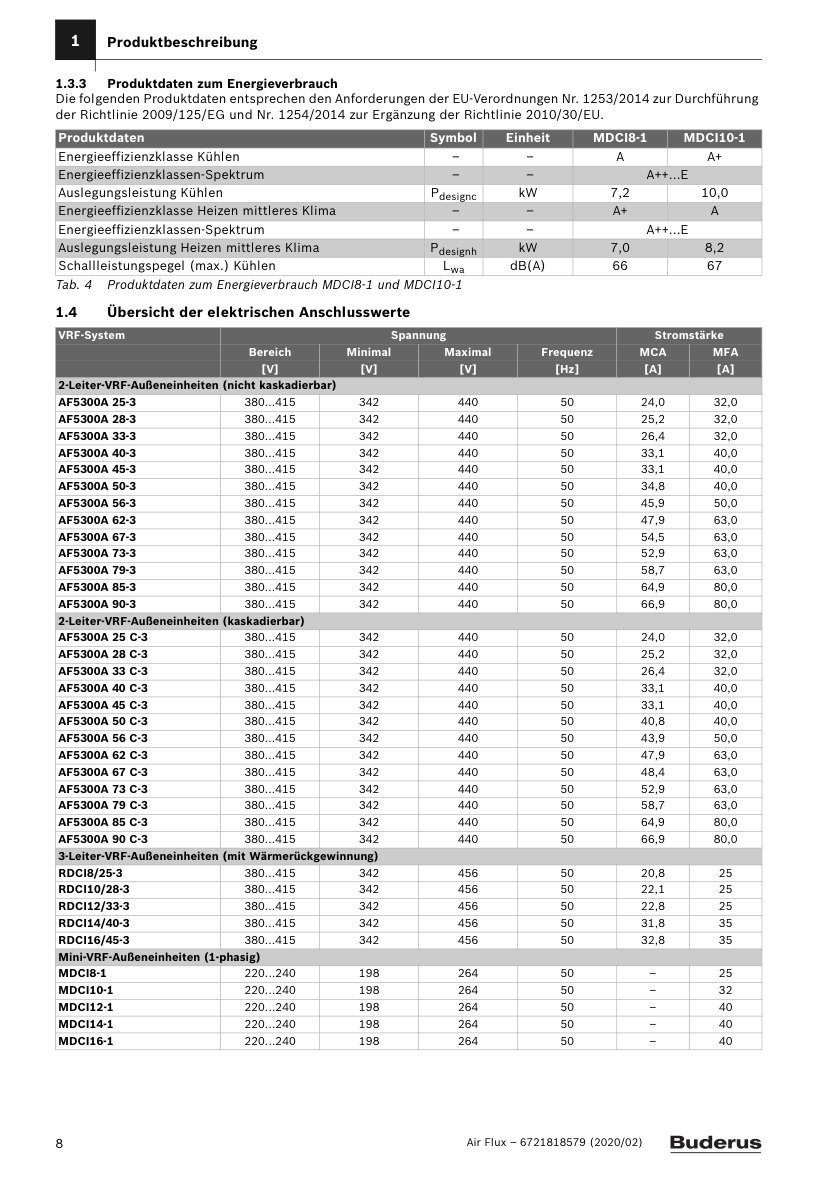 1
Produktbeschreibung
1.3.3 Produktdaten zum Energieverbrauch
Die folgenden Produktdaten entsprechen den Anforderungen der EU-Verordnungen Nr. 1253/2014 zur Durchführung
der Richtlinie 2009/125/EG und Nr. 1254/2014 zur Ergänzung der Richtlinie 2010/30/EU.
Produktdaten Symbol Einheit MDCI8-1 MDCI10-1
Energieeffizienzklasse Kühlen – – A A+
Energieeffizienzklassen-Spektrum – – A++...E
Auslegungsleistung Kühlen Pdesignc kW 7,2 10,0
Energieeffizienzklasse Heizen mittleres Klima – – A+ A
Energieeffizienzklassen-Spektrum – – A++...E
Auslegungsleistung Heizen mittleres Klima Pdesignh kW 7,0 8,2
Schallleistungspegel (max.) Kühlen Lwa dB(A) 66 67
Tab. 4 Produktdaten zum Energieverbrauch MDCI8-1 und MDCI10-1
1.4 Übersicht der elektrischen Anschlusswerte
VRF-System Spannung Stromstärke
Bereich Minimal Maximal Frequenz MCA MFA
[V] [V] [V] [Hz] [A] [A]
2-Leiter-VRF-Außeneinheiten (nicht kaskadierbar)
AF5300A 25-3 380...415 342 440 50 24,0 32,0
AF5300A 28-3 380...415 342 440 50 25,2 32,0
AF5300A 33-3 380...415 342 440 50 26,4 32,0
AF5300A 40-3 380...415 342 440 50 33,1 40,0
AF5300A 45-3 380...415 342 440 50 33,1 40,0
AF5300A 50-3 380...415 342 440 50 34,8 40,0
AF5300A 56-3 380...415 342 440 50 45,9 50,0
AF5300A 62-3 380...415 342 440 50 47,9 63,0
AF5300A 67-3 380...415 342 440 50 54,5 63,0
AF5300A 73-3 380...415 342 440 50 52,9 63,0
AF5300A 79-3 380...415 342 440 50 58,7 63,0
AF5300A 85-3 380...415 342 440 50 64,9 80,0
AF5300A 90-3 380...415 342 440 50 66,9 80,0
2-Leiter-VRF-Außeneinheiten (kaskadierbar)
AF5300A 25 C-3 380...415 342 440 50 24,0 32,0
AF5300A 28 C-3 380...415 342 440 50 25,2 32,0
AF5300A 33 C-3 380...415 342 440 50 26,4 32,0
AF5300A 40 C-3 380...415 342 440 50 33,1 40,0
AF5300A 45 C-3 380...415 342 440 50 33,1 40,0
AF5300A 50 C-3 380...415 342 440 50 40,8 40,0
AF5300A 56 C-3 380...415 342 440 50 43,9 50,0
AF5300A 62 C-3 380...415 342 440 50 47,9 63,0
AF5300A 67 C-3 380...415 342 440 50 48,4 63,0
AF5300A 73 C-3 380...415 342 440 50 52,9 63,0
AF5300A 79 C-3 380...415 342 440 50 58,7 63,0
AF5300A 85 C-3 380...415 342 440 50 64,9 80,0
AF5300A 90 C-3 380...415 342 440 50 66,9 80,0
3-Leiter-VRF-Außeneinheiten (mit Wärmerückgewinnung)
RDCI8/25-3 380...415 342 456 50 20,8 25
RDCI10/28-3 380...415 342 456 50 22,1 25
RDCI12/33-3 380...415 342 456 50 22,8 25
RDCI14/40-3 380...415 342 456 50 31,8 35
RDCI16/45-3 380...415 342 456 50 32,8 35
Mini-VRF-Außeneinheiten (1-phasig)
MDCI8-1 220...240 198 264 50 – 25
MDCI10-1 220...240 198 264 50 – 32
MDCI12-1 220...240 198 264 50 – 40
MDCI14-1 220...240 198 264 50 – 40
MDCI16-1 220...240 198 264 50 – 40
8
Air Flux – 6721818579 (2020/02)
Buderus